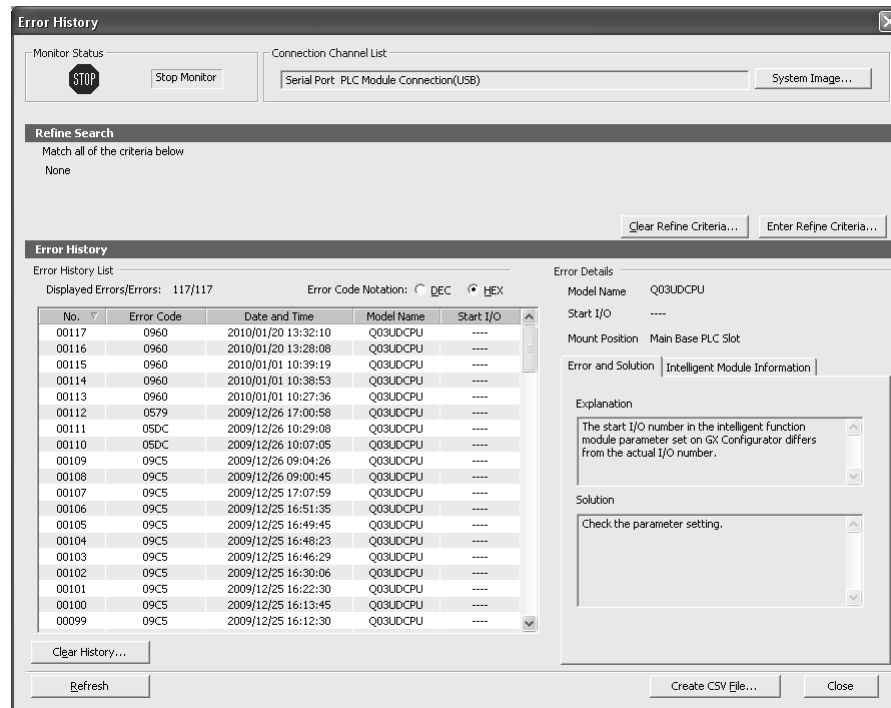 Error History
Monitor Status
STOP
Stop Monitor
Connection Channel List
Serial Port PLC Module Connection(USB)
System Image...
Refine Search
Match all of the criteria below
None
Clear Refine Criteria...
Enter Refine Criteria...
Error History
Error History List
Displayed Errors/Errors: 117/117
Error Code Notation: DEC HEX
No. Error Code Date and Time Model Name Start I/O
00117 0960 2010/01/20 13:32:10 Q03UDCPU ----
00116 0960 2010/01/20 13:28:08 Q03UDCPU ----
00115 0960 2010/01/01 10:39:19 Q03UDCPU ----
00114 0960 2010/01/01 10:38:53 Q03UDCPU ----
00113 0960 2010/01/01 10:27:36 Q03UDCPU ----
00112 0579 2009/12/26 17:00:58 Q03UDCPU ----
00111 05DC 2009/12/26 10:29:08 Q03UDCPU ----
00110 05DC 2009/12/26 10:07:05 Q03UDCPU ----
00109 09C5 2009/12/26 09:04:26 Q03UDCPU ----
00108 09C5 2009/12/26 09:00:45 Q03UDCPU ----
00107 09C5 2009/12/25 17:07:59 Q03UDCPU ----
00106 09C5 2009/12/25 16:51:35 Q03UDCPU ----
00105 09C5 2009/12/25 16:49:45 Q03UDCPU ----
00104 09C5 2009/12/25 16:48:23 Q03UDCPU ----
00103 09C5 2009/12/25 16:46:29 Q03UDCPU ----
00102 09C5 2009/12/25 16:30:06 Q03UDCPU ----
00101 09C5 2009/12/25 16:22:30 Q03UDCPU ----
00100 09C5 2009/12/25 16:13:45 Q03UDCPU ----
00099 09C5 2009/12/25 16:12:30 Q03UDCPU ----
Error Details
Model Name Q03UDCPU
Start I/O ----
Mount Position Main Base PLC Slot
Error and Solution Intelligent Module Information
Explanation
The start I/O number in the intelligent function
module parameter set on GX Configurator differs
from the actual I/O number.
Solution
Check the parameter setting.
Clear History...
Refresh
Create CSV File...
Close